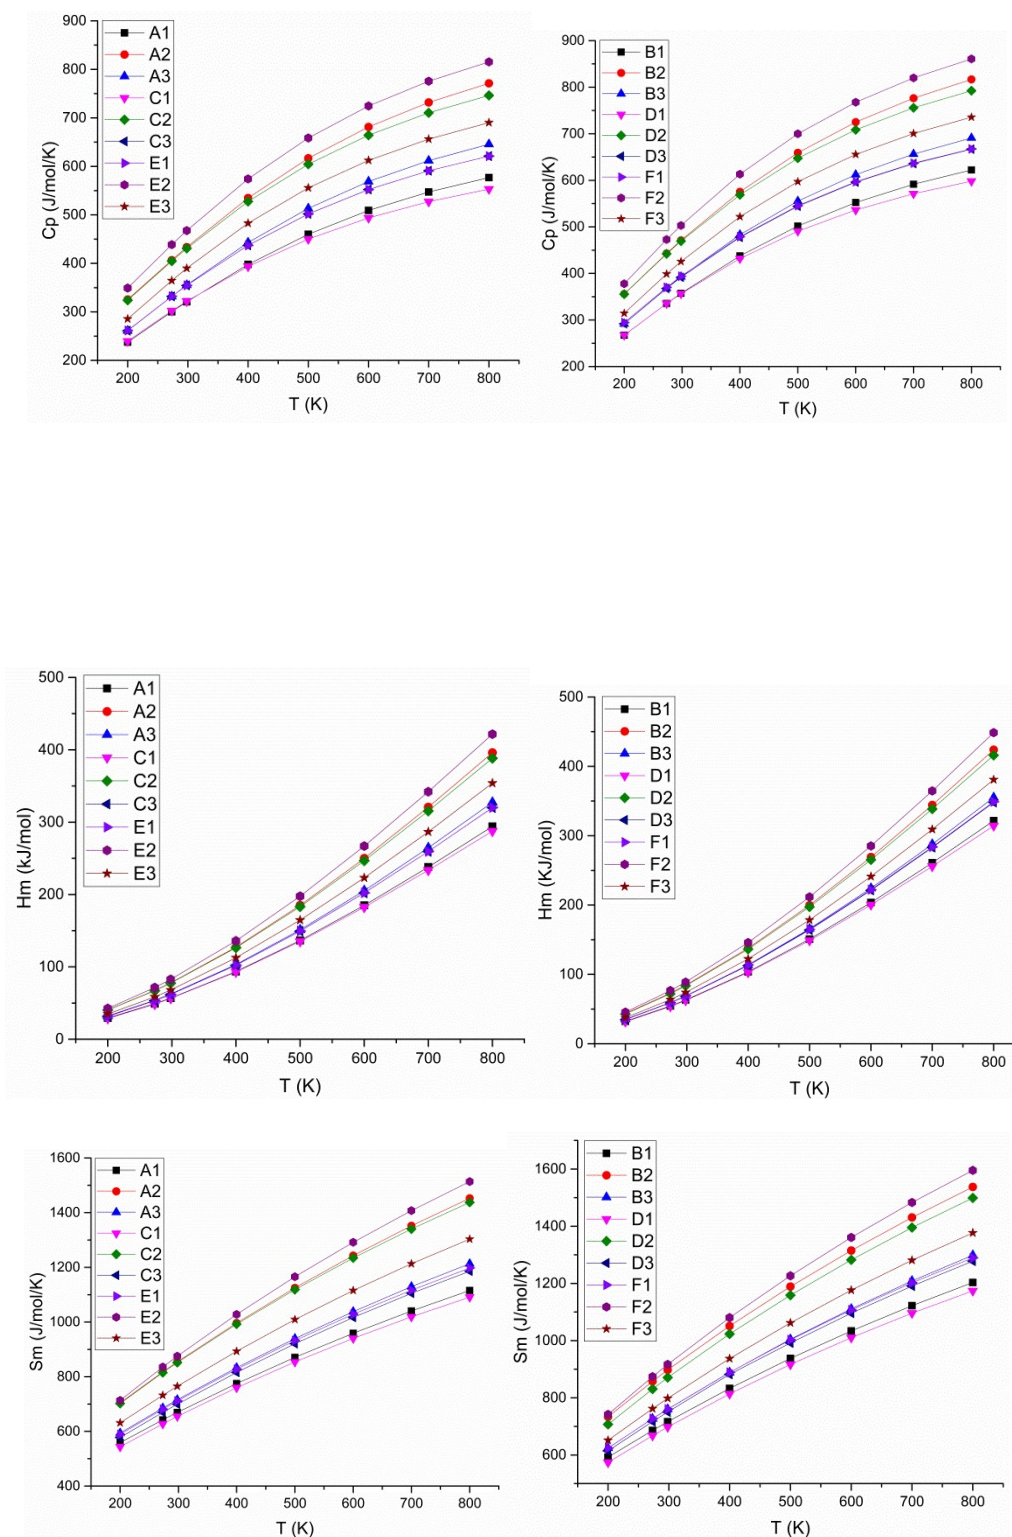 900
800
700
600
500
400
300
200
Cp (J/mol/K)
A1
A2
A3
C1
C2
C3
E1
E2
E3
200 300 400 500 600 700 800
T (K)
900
800
700
600
500
400
300
200
Cp (J/mol/K)
B1
B2
B3
D1
D2
D3
F1
F2
F3
200 300 400 500 600 700 800
T (K)
500
400
300
200
100
0
Hm (kJ/mol)
A1
A2
A3
C1
C2
C3
E1
E2
E3
200 300 400 500 600 700 800
T (K)
500
400
300
200
100
0
Hm (KJ/mol)
B1
B2
B3
D1
D2
D3
F1
F2
F3
200 300 400 500 600 700 800
T (K)
1600
1400
1200
1000
800
600
400
Sm (J/mol/K)
A1
A2
A3
C1
C2
C3
E1
E2
E3
200 300 400 500 600 700 800
T (K)
1600
1400
1200
1000
800
600
Sm (J/mol/K)
B1
B2
B3
D1
D2
D3
F1
F2
F3
200 300 400 500 600 700 800
T (K)